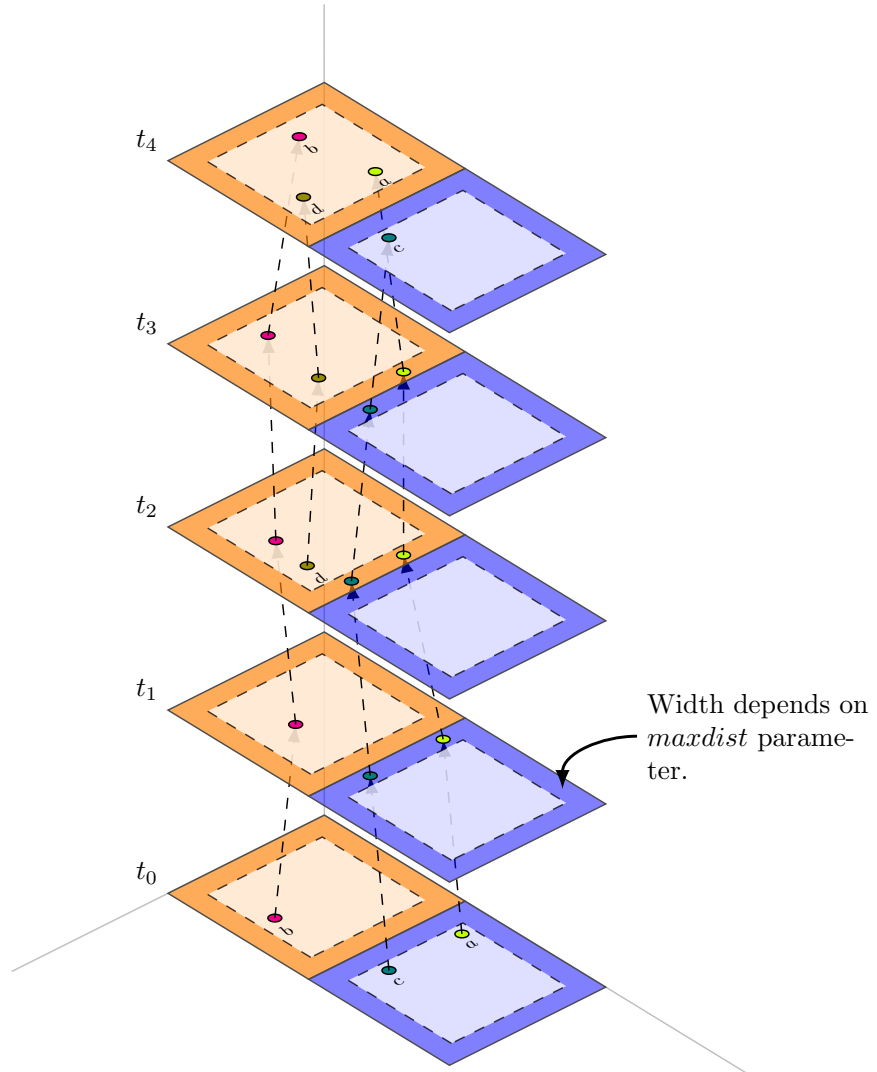 t4
b
a
d
c
t3
t2
d
t1
Width depends on
maxdist parame-
ter.
t0
b
a
c